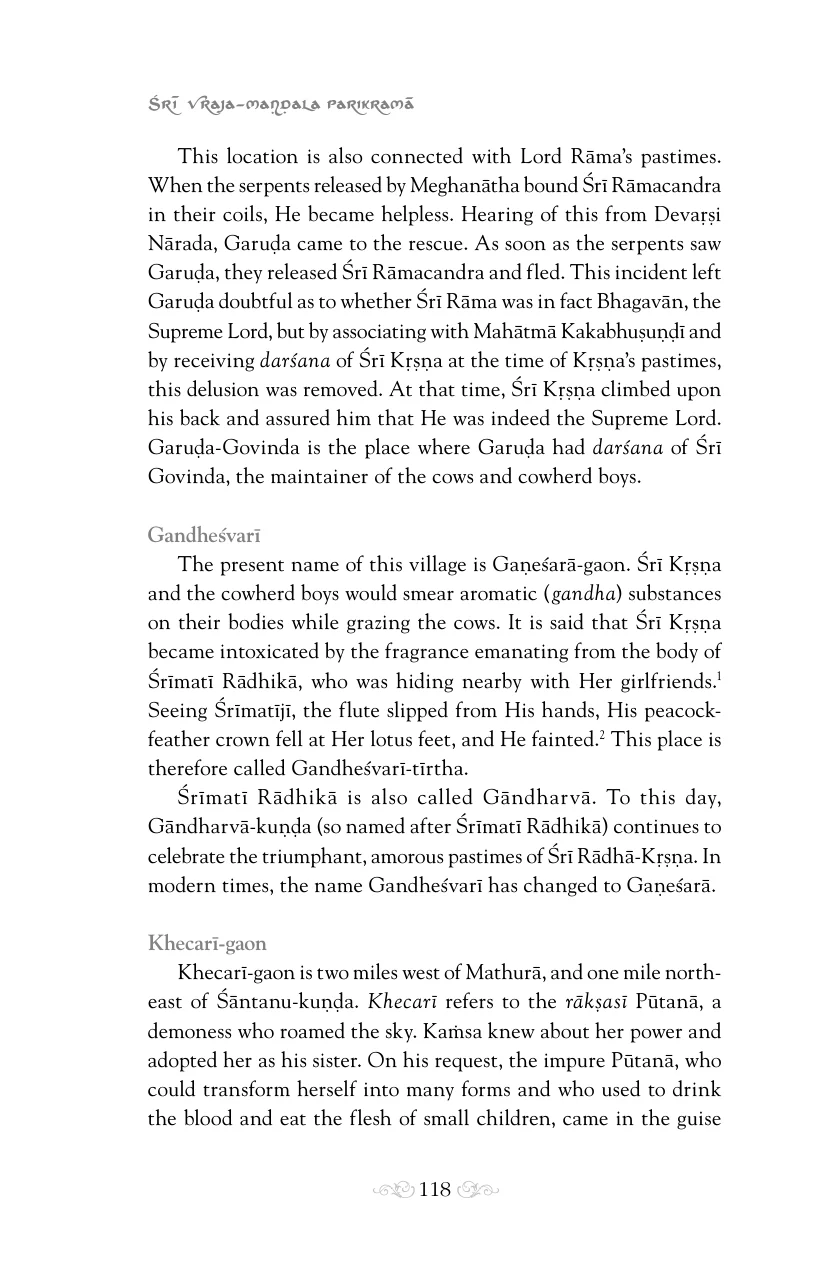 Śrī Vraja-maṇḍala Parikramā
This location is also connected with Lord Rāma’s pastimes.
When the serpents released by Meghanātha bound Śrī Rāmacandra
in their coils, He became helpless. Hearing of this from Devaṛṣi
Nārada, Garuḍa came to the rescue. As soon as the serpents saw
Garuḍa, they released Śrī Rāmacandra and fled. This incident left
Garuḍa doubtful as to whether Śrī Rāma was in fact Bhagavān, the
Supreme Lord, but by associating with Mahātmā Kakabhuṣuṇḍī and
by receiving darśana of Śrī Kṛṣṇa at the time of Kṛṣṇa’s pastimes,
this delusion was removed. At that time, Śrī Kṛṣṇa climbed upon
his back and assured him that He was indeed the Supreme Lord.
Garuḍa-Govinda is the place where Garuḍa had darśana of Śrī
Govinda, the maintainer of the cows and cowherd boys.
Gandheśvarī
The present name of this village is Gaṇeśarā-gaon. Śrī Kṛṣṇa
and the cowherd boys would smear aromatic (gandha) substances
on their bodies while grazing the cows. It is said that Śrī Kṛṣṇa
became intoxicated by the fragrance emanating from the body of
Śrīmatī Rādhikā, who was hiding nearby with Her girlfriends.¹
Seeing Śrīmatījī, the flute slipped from His hands, His peacock-
feather crown fell at Her lotus feet, and He fainted.² This place is
therefore called Gandheśvarī-tīrtha.
Śrīmatī Rādhikā is also called Gāndharvā. To this day,
Gāndharvā-kuṇḍa (so named after Śrīmatī Rādhikā) continues to
celebrate the triumphant, amorous pastimes of Śrī Rādhā-Kṛṣṇa. In
modern times, the name Gandheśvarī has changed to Gaṇeśarā.
Khecarī-gaon
Khecarī-gaon is two miles west of Mathurā, and one mile north-
east of Śāntanu-kuṇḍa. Khecarī refers to the rākṣasī Pūtanā, a
demoness who roamed the sky. Kaṁsa knew about her power and
adopted her as his sister. On his request, the impure Pūtanā, who
could transform herself into many forms and who used to drink
the blood and eat the flesh of small children, came in the guise
118